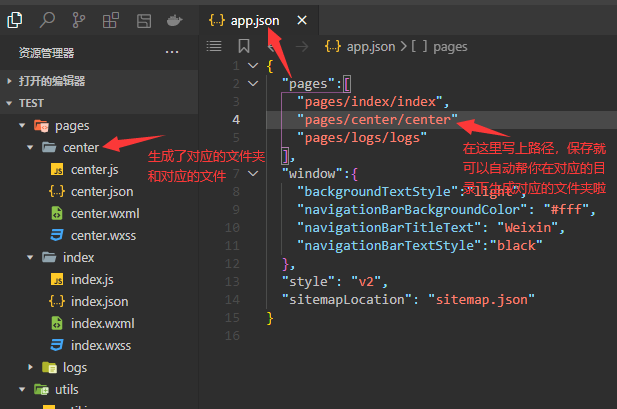 app.json
资源管理器
app.json > [ ] pages
打开的编辑器
TEST
pages
center
center.js
center.json
center.wxml
center.wxss
index
index.js
index.json
index.wxml
index.wxss
logs
utils
生成了对应的文件夹
和对应的文件
1 {
2 "pages":[
3 "pages/index/index",
4 "pages/center/center"
5 "pages/logs/logs"
6 ],
7 "window":{
8 "backgroundTextStyle":"light",
9 "navigationBarBackgroundColor": "#fff",
10 "navigationBarTitleText": "Weixin",
11 "navigationBarTextStyle":"black"
12 },
13 "style": "v2",
14 "sitemapLocation": "sitemap.json"
15 }
16
在这里写上路径，保存就
可以自动帮你在对应的目
录下生成对应的文件夹啦